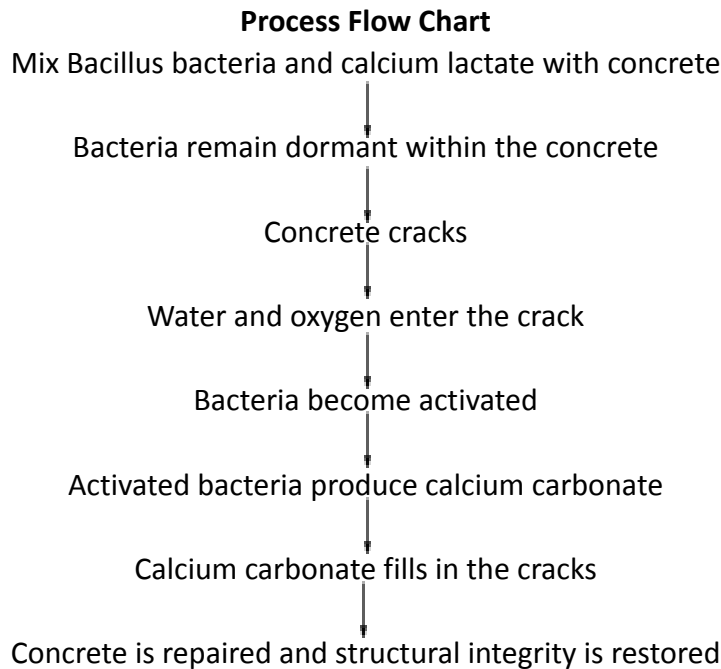 Process Flow Chart
Mix Bacillus bacteria and calcium lactate with concrete
Bacteria remain dormant within the concrete
Concrete cracks
Water and oxygen enter the crack
Bacteria become activated
Activated bacteria produce calcium carbonate
Calcium carbonate fills in the cracks
Concrete is repaired and structural integrity is restored